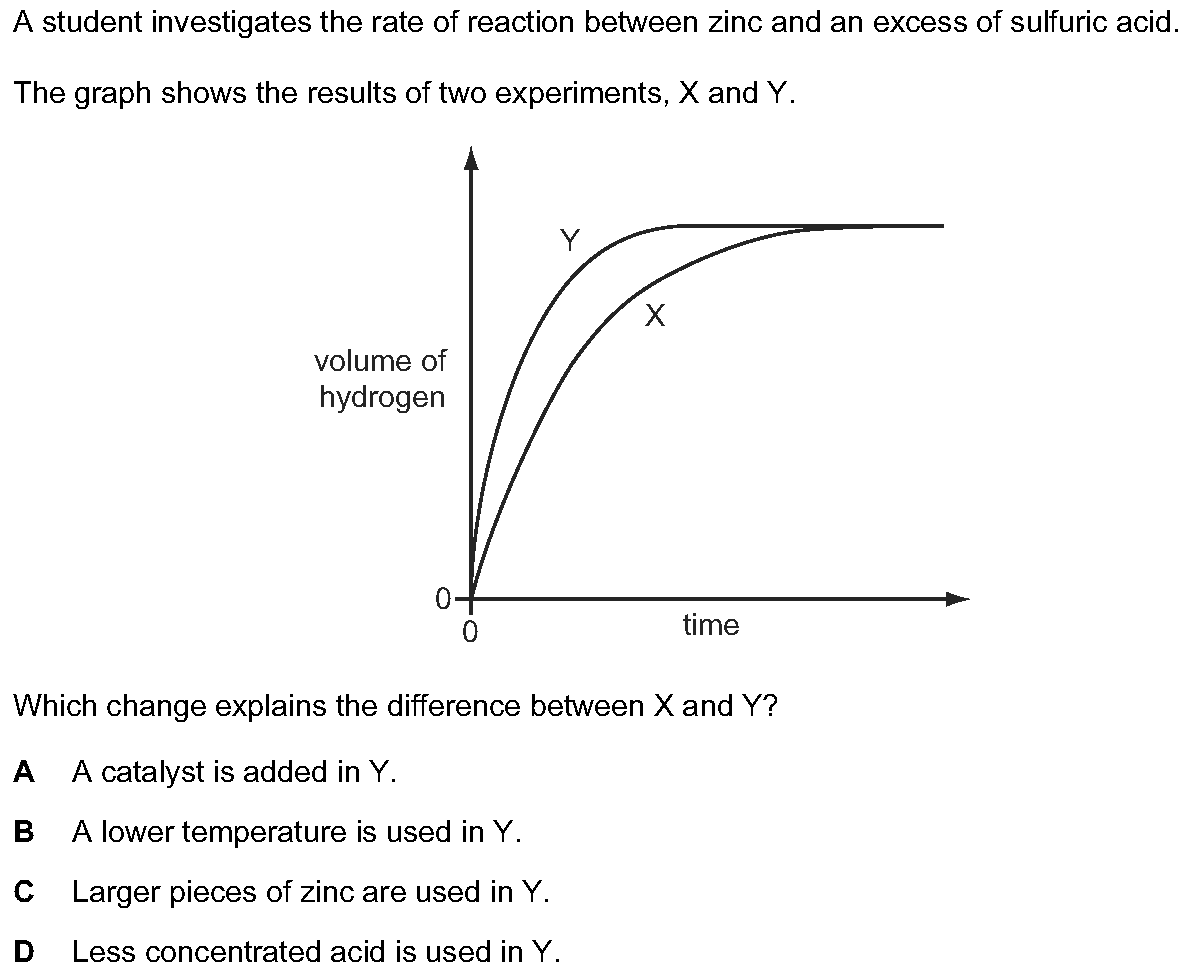 A student investigates the rate of reaction between zinc and an excess of sulfuric acid.
The graph shows the results of two experiments, X and Y.
Y
X
volume of
hydrogen
0
0
time
Which change explains the difference between X and Y?
A A catalyst is added in Y.
B A lower temperature is used in Y.
C Larger pieces of zinc are used in Y.
D Less concentrated acid is used in Y.